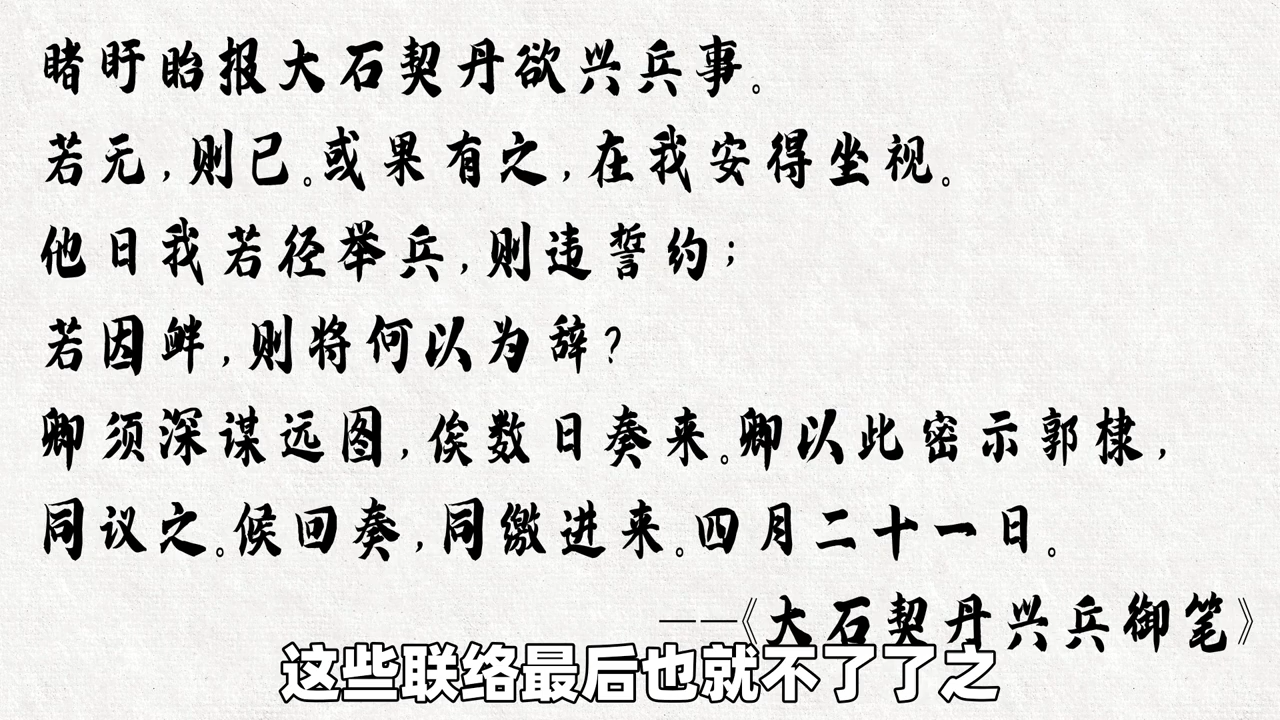 睹盱眙报大石契丹欲兴兵事。
若无，则已。或果有之，在我安得坐视。
他日我若径举兵，则违誓约；
若因衅，则将何以为辞？
卿须深谋远图，俟数日奏来。卿以此密示郭棣，
同议之。候回奏，同缴进来。四月二十一日。
——《大石契丹兴兵御笔》
这些联络最后也就不了了之